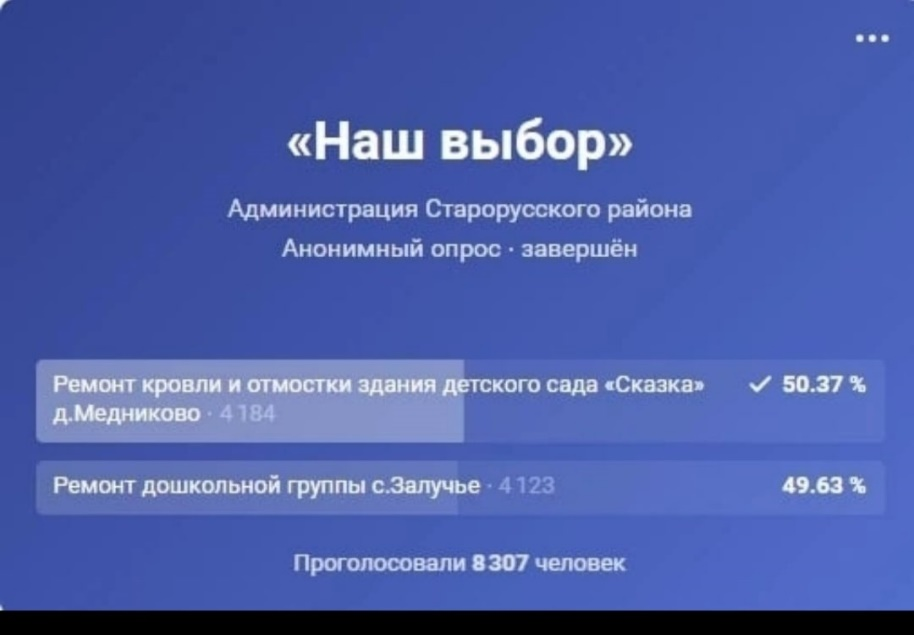 «Наш выбор»
Администрация Старорусского района
Анонимный опрос · завершён
Ремонт кровли и отмостки здания детского сада «Сказка» 50.37 %
д.Медниково · 4 184
Ремонт дошкольной группы с.Залучье · 4 123 49.63 %
Проголосовали 8 307 человек